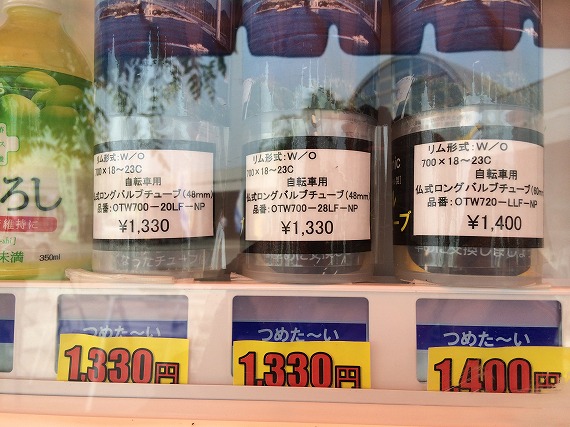 ろし
維持に
未満
350ml
リム形式:W/O
700×18~23C
自転車用
仏式ロングバルブチューブ(48mm)
品番:OTW700-20LF-NP
¥1,330
リム形式:W/O
700×18~23C
自転車用
仏式ロングバルブチューブ(48mm)
品番:OTW700-28LF-NP
¥1,330
リム形式:W/O
700×18~23C
自転車用
仏式ロングバルブチューブ(60mm)
品番:OTW720-LLF-NP
¥1,400
つめた~い
1,330円
つめた~い
1,330円
つめた~い
1,400円